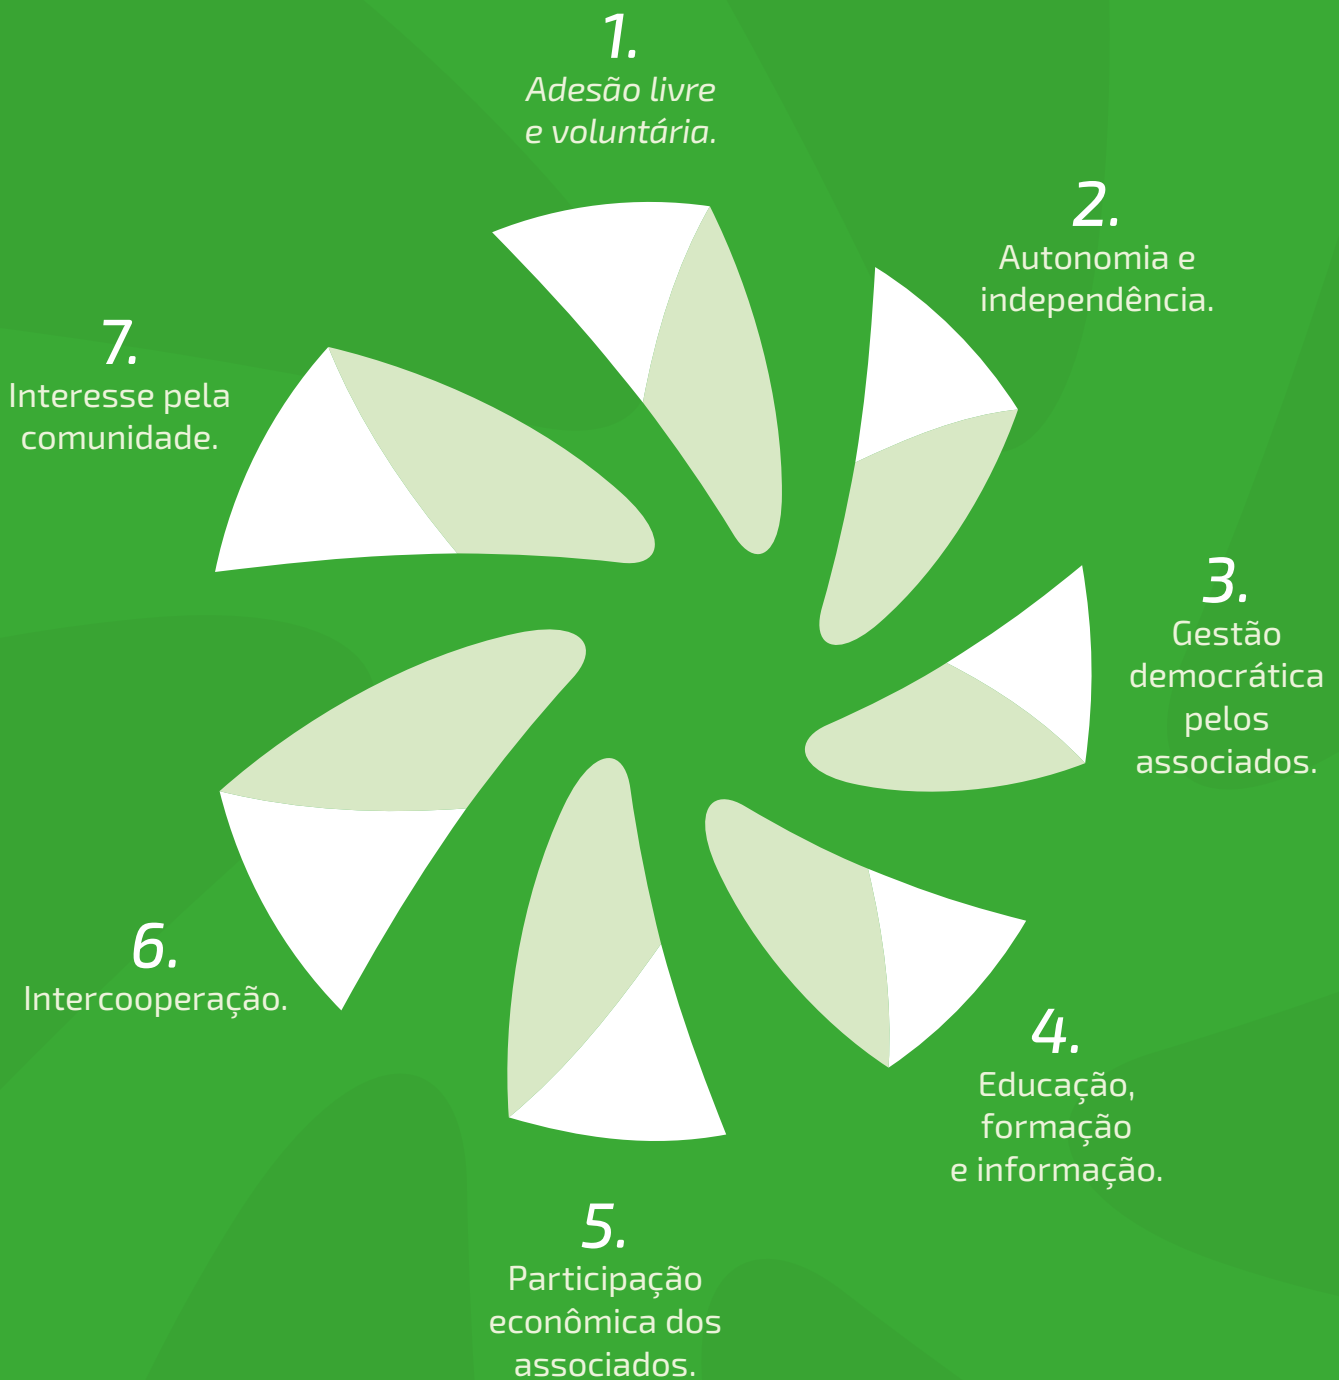 1.
Adesão livre
e voluntária.
2.
Autonomia e
independência.
3.
Gestão
democrática
pelos
associados.
4.
Educação,
formação
e informação.
5.
Participação
econômica dos
associados.
6.
Intercooperação.
7.
Interesse pela
comunidade.